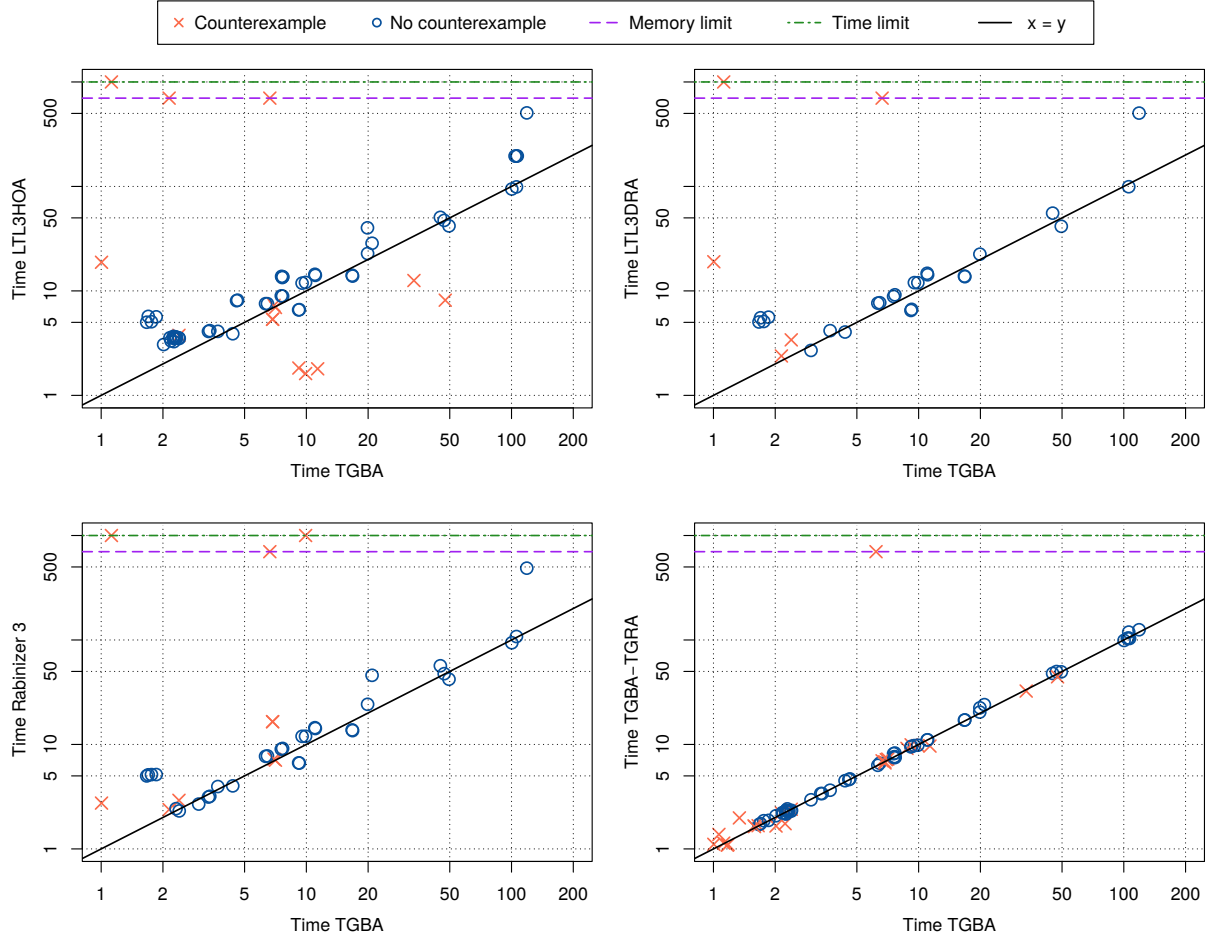 Counterexample No counterexample Memory limit Time limit x = y
Time LTL3HOA
500
50
10
5
1
1 2 5 10 20 50 100 200
Time TGBA
Time LTL3DRA
500
50
10
5
1
1 2 5 10 20 50 100 200
Time TGBA
Time Rabinizer 3
500
50
10
5
1
1 2 5 10 20 50 100 200
Time TGBA
Time TGBA−TGRA
500
50
10
5
1
1 2 5 10 20 50 100 200
Time TGBA